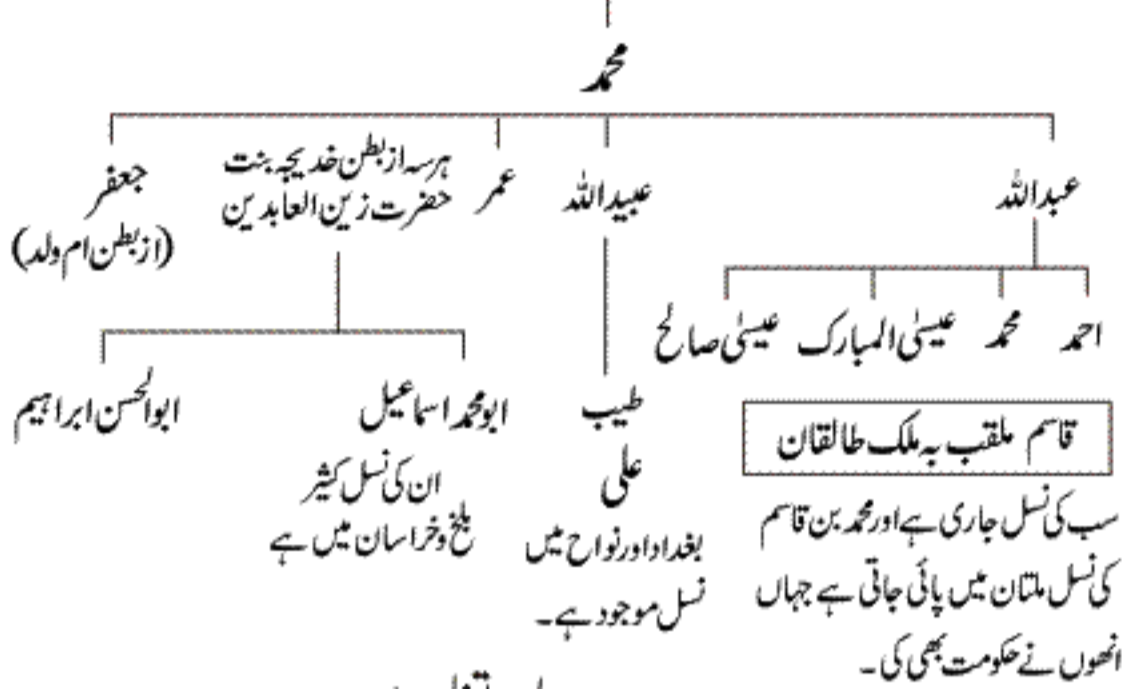 محمد
عبداللہ
عبیداللہ
عمر
ہرسہ از بطن خدیجہ بنت
حضرت زین العابدین
جعفر
(از بطن ام ولد)
احمد
محمد
عیسیٰ المبارک
عیسیٰ صالح
قاسم ملقب بہ ملک طالقان
سب کی نسل جاری ہے اور محمد بن قاسم
کی نسل ملتان میں پائی جاتی ہے جہاں
انھوں نے حکومت بھی کی۔
طیب
علی
بغداد اور نواح میں
نسل موجود ہے۔
ابو محمد اسماعیل
ان کی نسل کثیر
بلخ و خراسان میں ہے
ابوالحسن ابراہیم